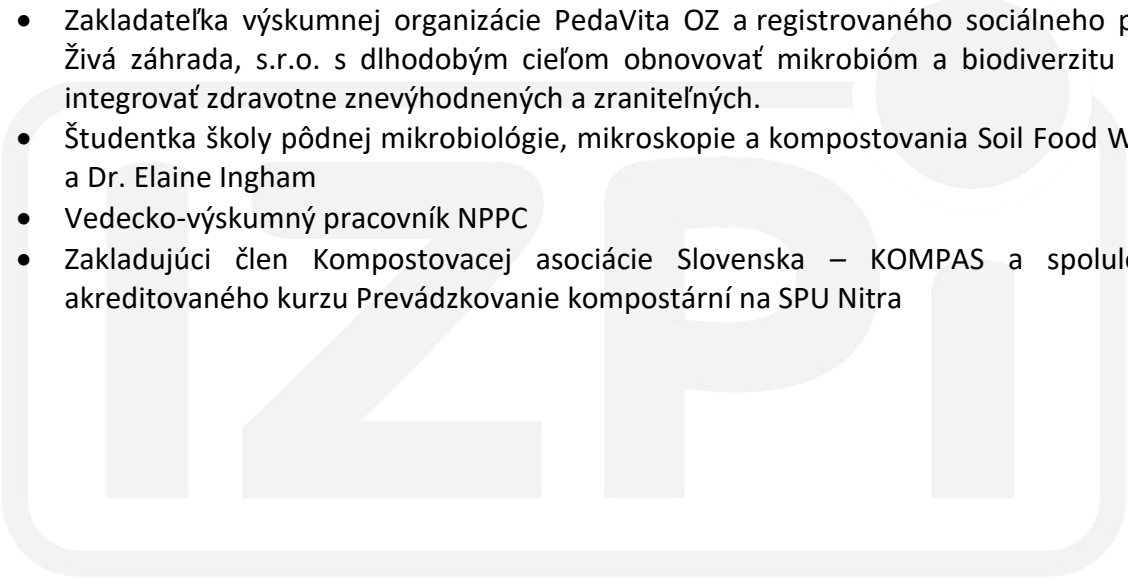 • Zakladateľka výskumnej organizácie PedaVita OZ a registrovaného sociálneho
Živá záhrada, s.r.o. s dlhodobým cieľom obnovovať mikrobióm a biodiverzitu
integrovať zdravotne znevýhodnených a zraniteľných.
• Študentka školy pôdnej mikrobiológie, mikroskopie a kompostovania Soil Food
a Dr. Elaine Ingham
• Vedecko-výskumný pracovník NPPC
• Zakladujúci člen Kompostovacej asociácie Slovenska – KOMPAS a
akreditovaného kurzu Prevádzkovanie kompostární na SPU Nitra
IZPi